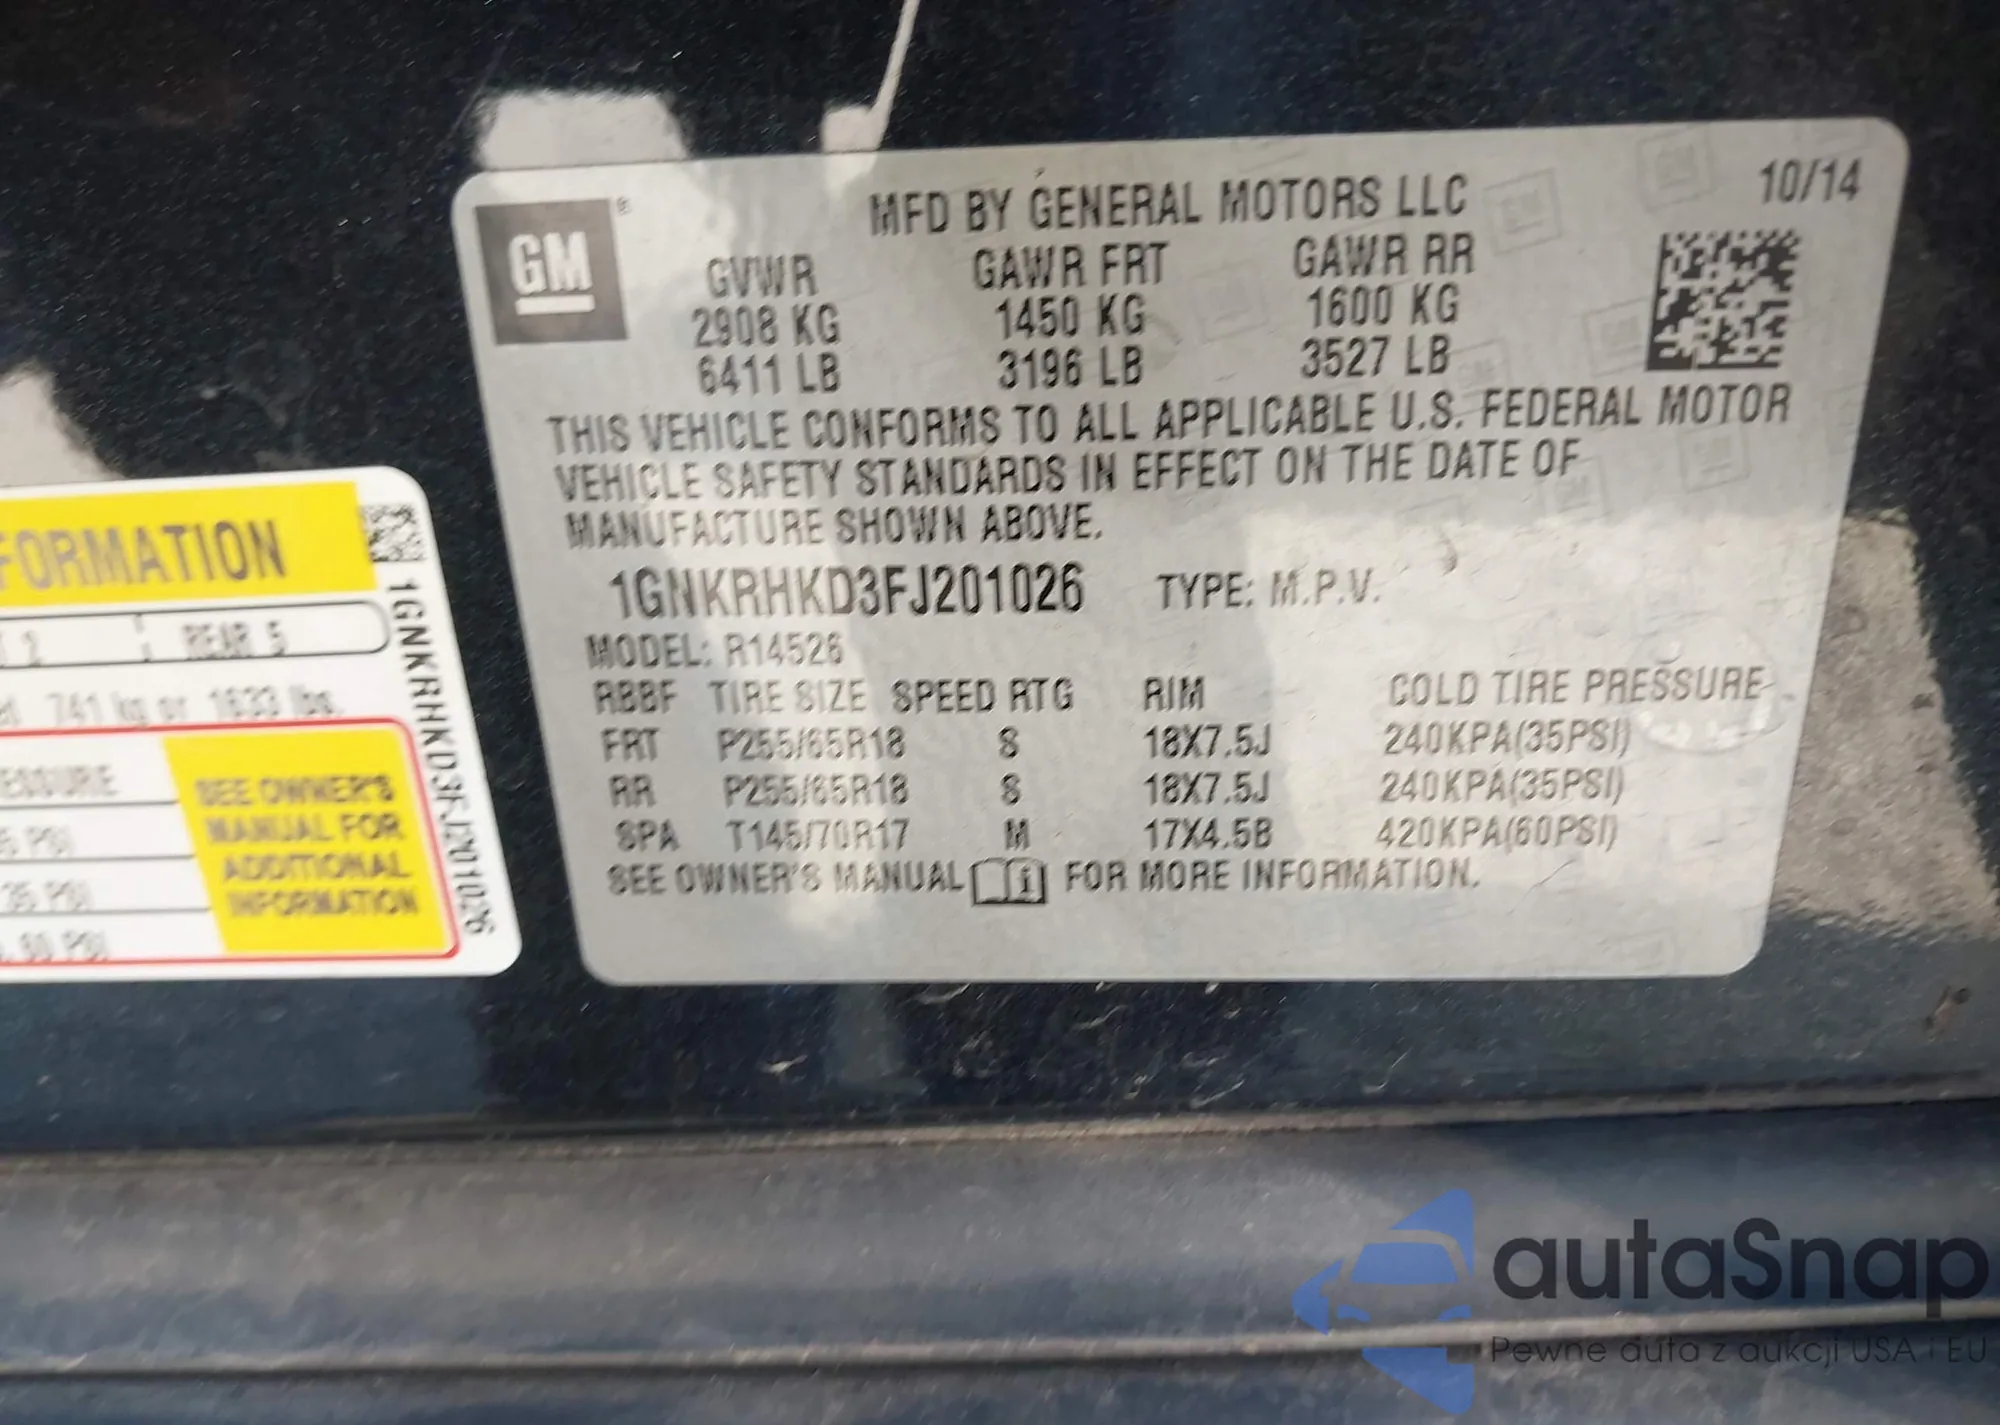 MFD BY GENERAL MOTORS LLC
10/14
GM
®
GVWR GAWR FRT GAWR RR
2908 KG 1450 KG 1600 KG
6411 LB 3196 LB 3527 LB
THIS VEHICLE CONFORMS TO ALL APPLICABLE U.S. FEDERAL MOTOR
VEHICLE SAFETY STANDARDS IN EFFECT ON THE DATE OF
MANUFACTURE SHOWN ABOVE.
1GNKRHKD3FJ201026 TYPE: M.P.V.
MODEL: R14526
TIRE SIZE SPEED RTG RIM COLD TIRE PRESSURE
FRT P255/65R18 S 18X7.5J 240KPA(35PSI)
RR P255/65R18 S 18X7.5J 240KPA(35PSI)
SPA T145/70R17 M 17X4.5B 420KPA(60PSI)
SEE OWNER'S MANUAL i FOR MORE INFORMATION.
FORMATION
2 REAR 5
741 kg or 1633 lbs.
ESSURE
SEE OWNER'S
MANUAL FOR
ADDITIONAL
INFORMATION
5 PSI
35 PSI
60 PSI
1GNKRHKD3FJ201026
autaSnap
Pewne auta z aukcji USA i EU